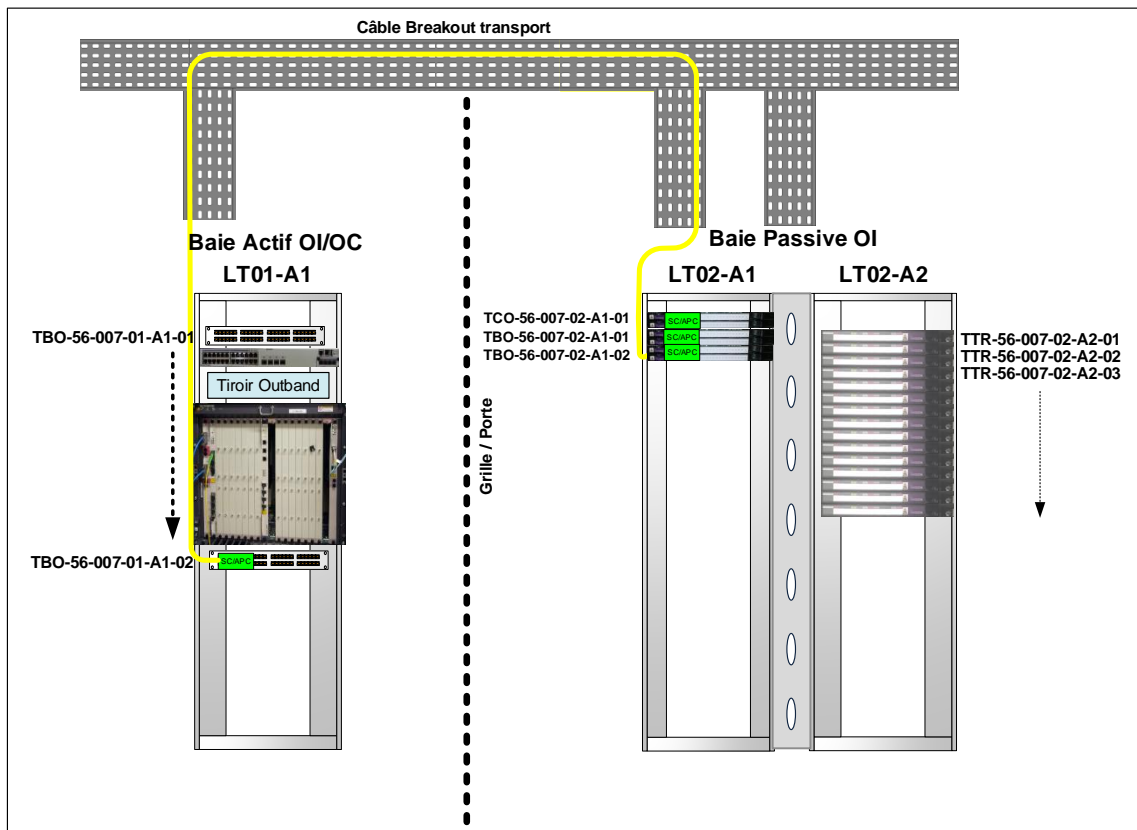 Câble Breakout transport
Baie Actif OI/OC
LT01-A1
Baie Passive OI
LT02-A1
LT02-A2
TBO-56-007-01-A1-01
Tiroir Outband
TBO-56-007-01-A1-02
SC/APC
Grille / Porte
TCO-56-007-02-A1-01
TBO-56-007-02-A1-01
TBO-56-007-02-A1-02
SC/APC
SC/APC
SC/APC
TTR-56-007-02-A2-01
TTR-56-007-02-A2-02
TTR-56-007-02-A2-03